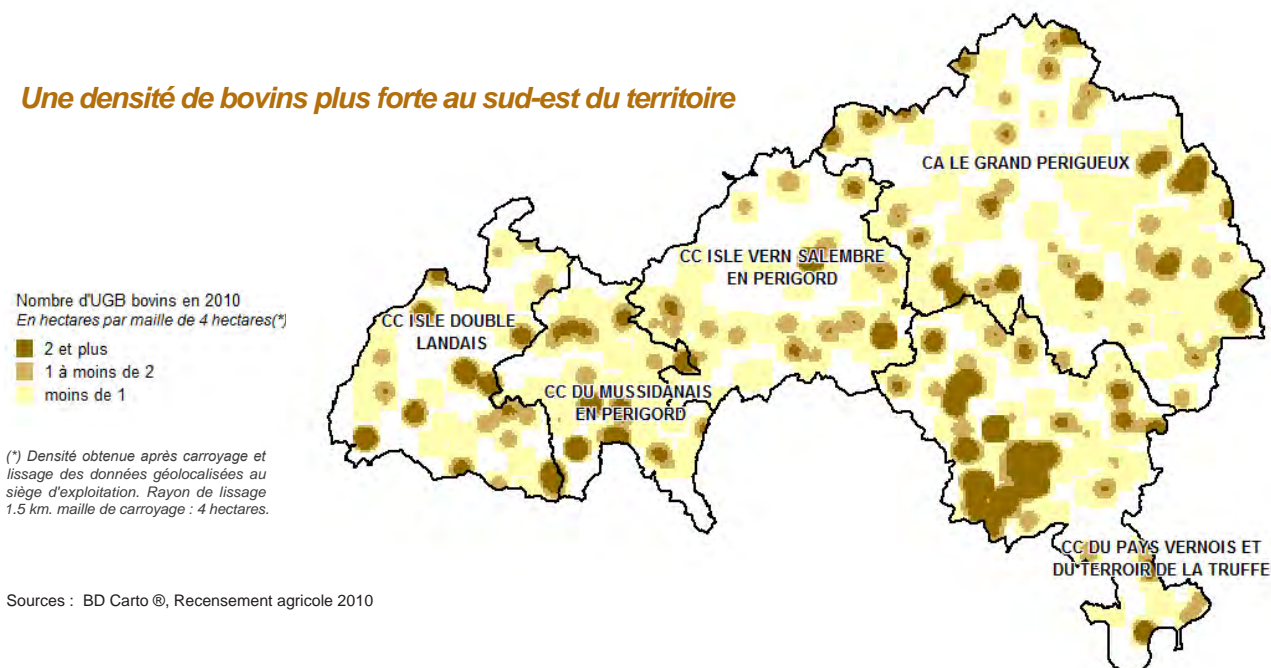 Une densité de bovins plus forte au sud-est du territoire
CA LE GRAND PERIGUEUX
CC ISLE VERN SALEMBRE
EN PERIGORD
CC ISLE DOUBLE
LANDAIS
CC DU MUSSIDANAIS
EN PERIGORD
CC DU PAYS VERNOIS ET
DU TERROIR DE LA TRUFFE
Nombre d'UGB bovins en 2010
En hectares par maille de 4 hectares(*)
2 et plus
1 à moins de 2
moins de 1
(*) Densité obtenue après carroyage et
lissage des données géolocalisées au
siège d'exploitation. Rayon de lissage
1.5 km. maille de carroyage : 4 hectares.
Sources : BD Carto ®, Recensement agricole 2010